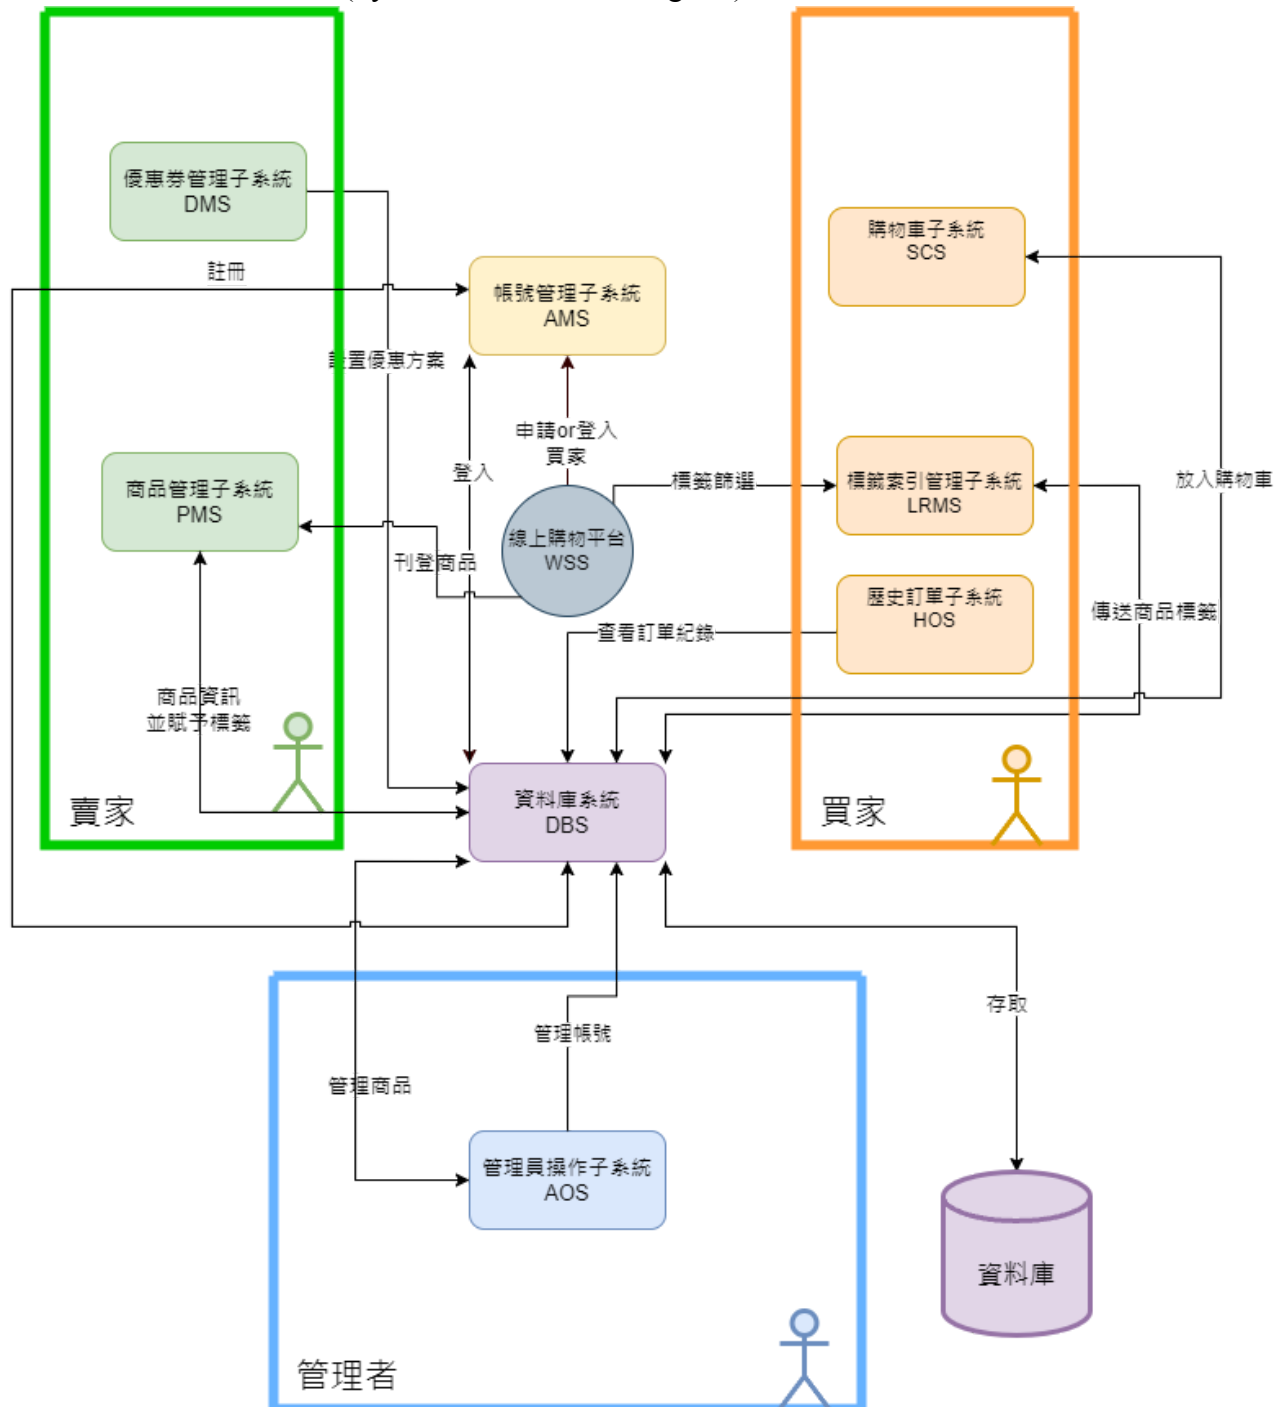 優惠券管理子系統
DMS
註冊
帳號管理子系統
AMS
購物車子系統
SCS
設置優惠方案
申請or登入
買家
登入
標籤篩選
標籤索引管理子系統
LRMS
放入購物車
商品管理子系統
PMS
刊登商品
線上購物平台
WSS
歷史訂單子系統
HOS
查看訂單紀錄
傳送商品標籤
商品資訊
並賦予標籤
賣家
買家
資料庫系統
DBS
存取
管理帳號
管理商品
管理員操作子系統
AOS
資料庫
管理者